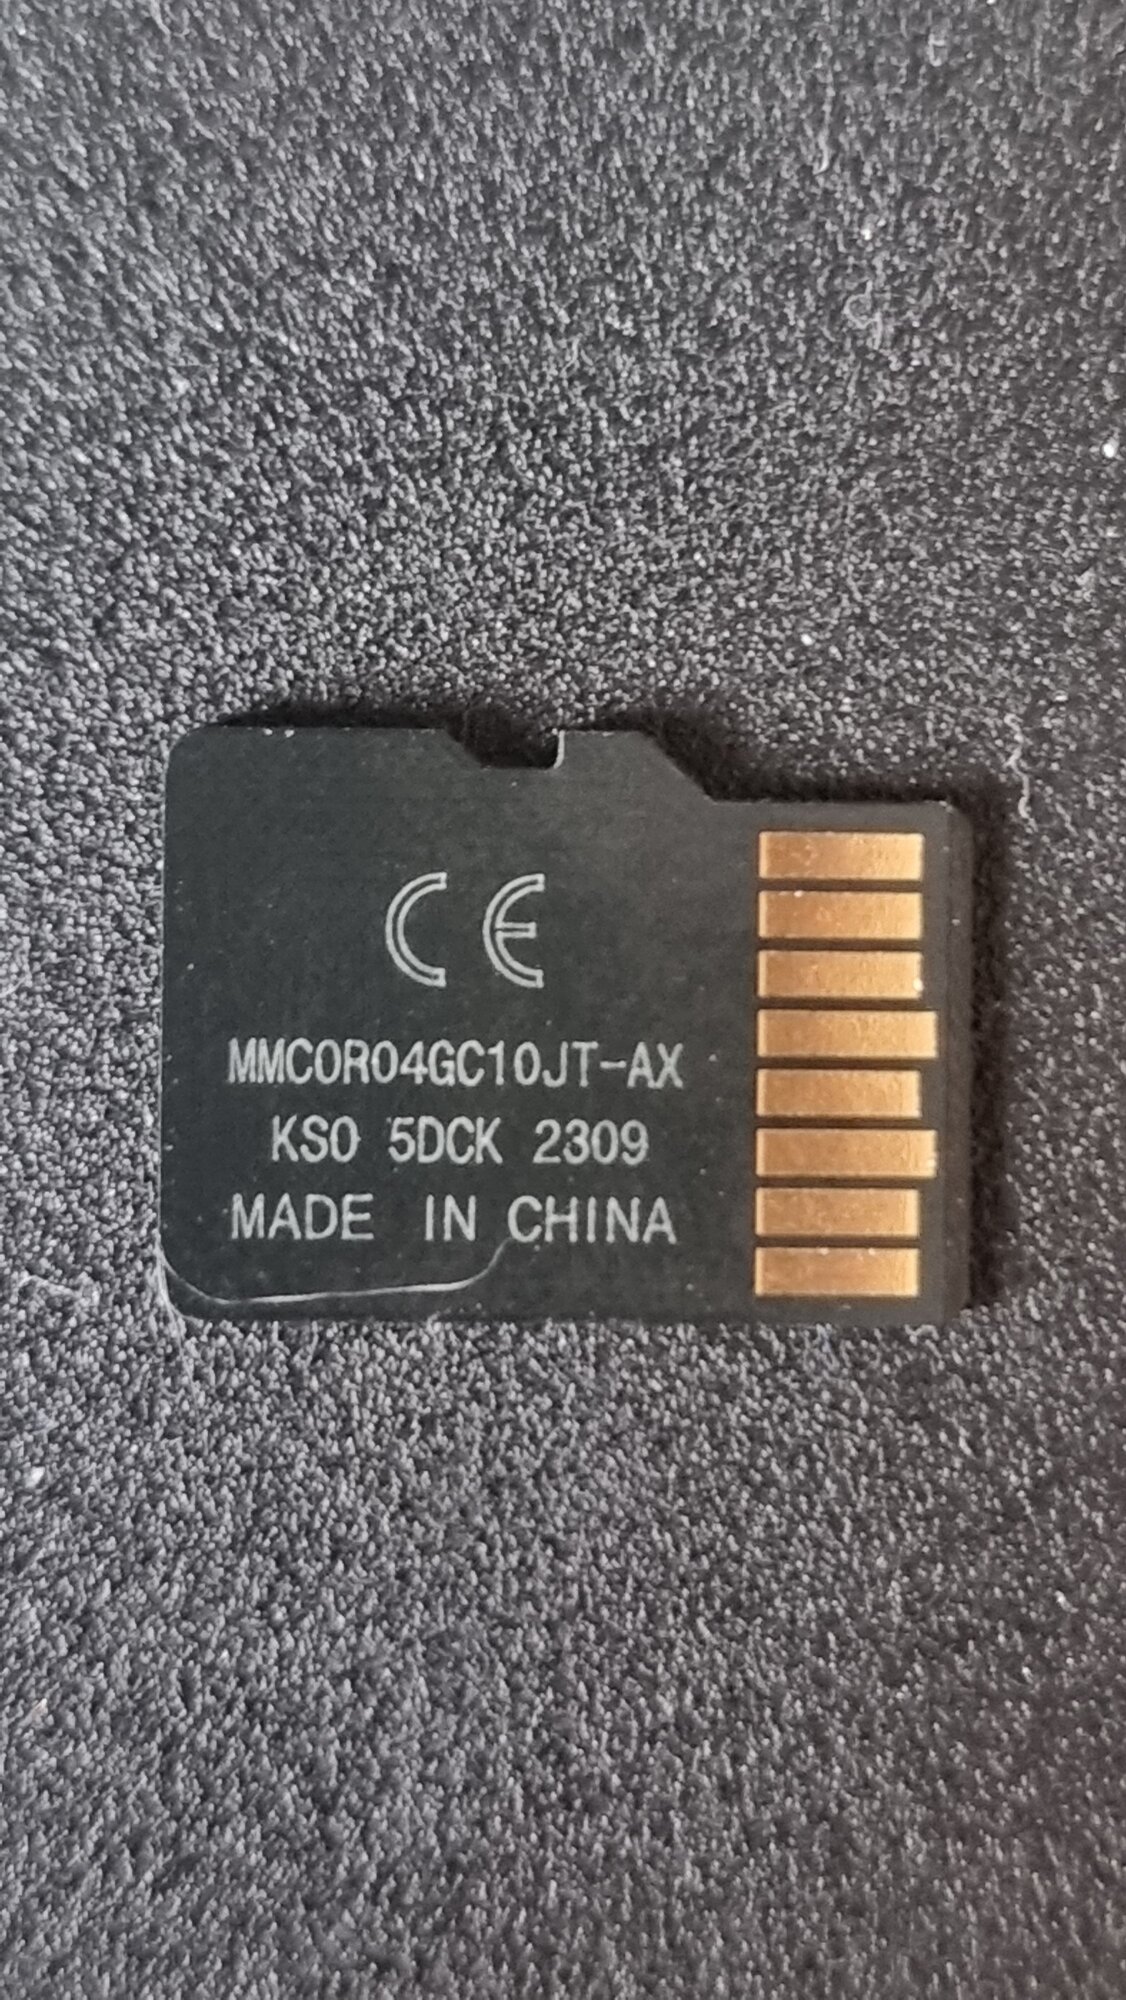 CE
MMC0R04GC10JT-AX
KS0 5DCK 2309
MADE IN CHINA